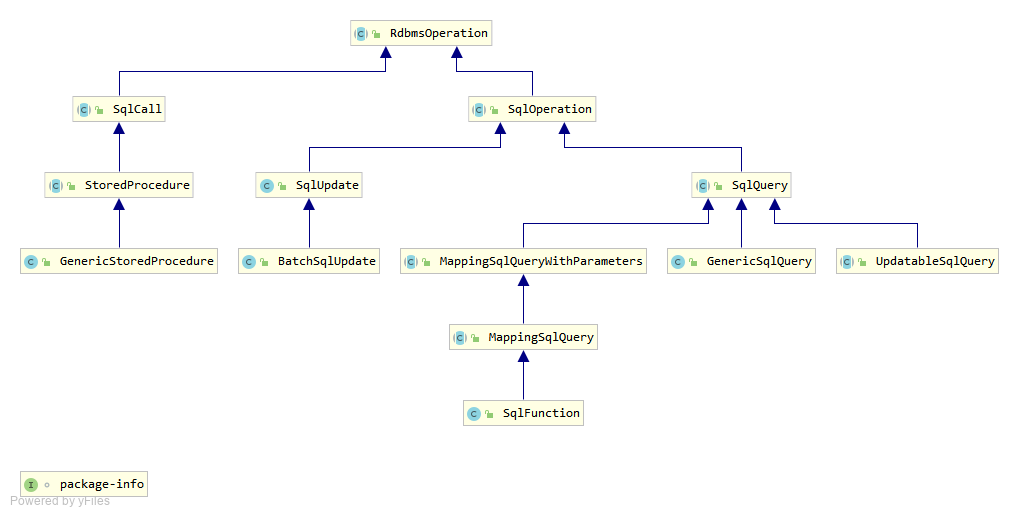 RdbmsOperation
SqlCall
SqlOperation
StoredProcedure
SqlUpdate
SqlQuery
GenericStoredProcedure
BatchSqlUpdate
MappingSqlQueryWithParameters
GenericSqlQuery
UpdatableSqlQuery
MappingSqlQuery
SqlFunction
package-info
Powered by yFiles